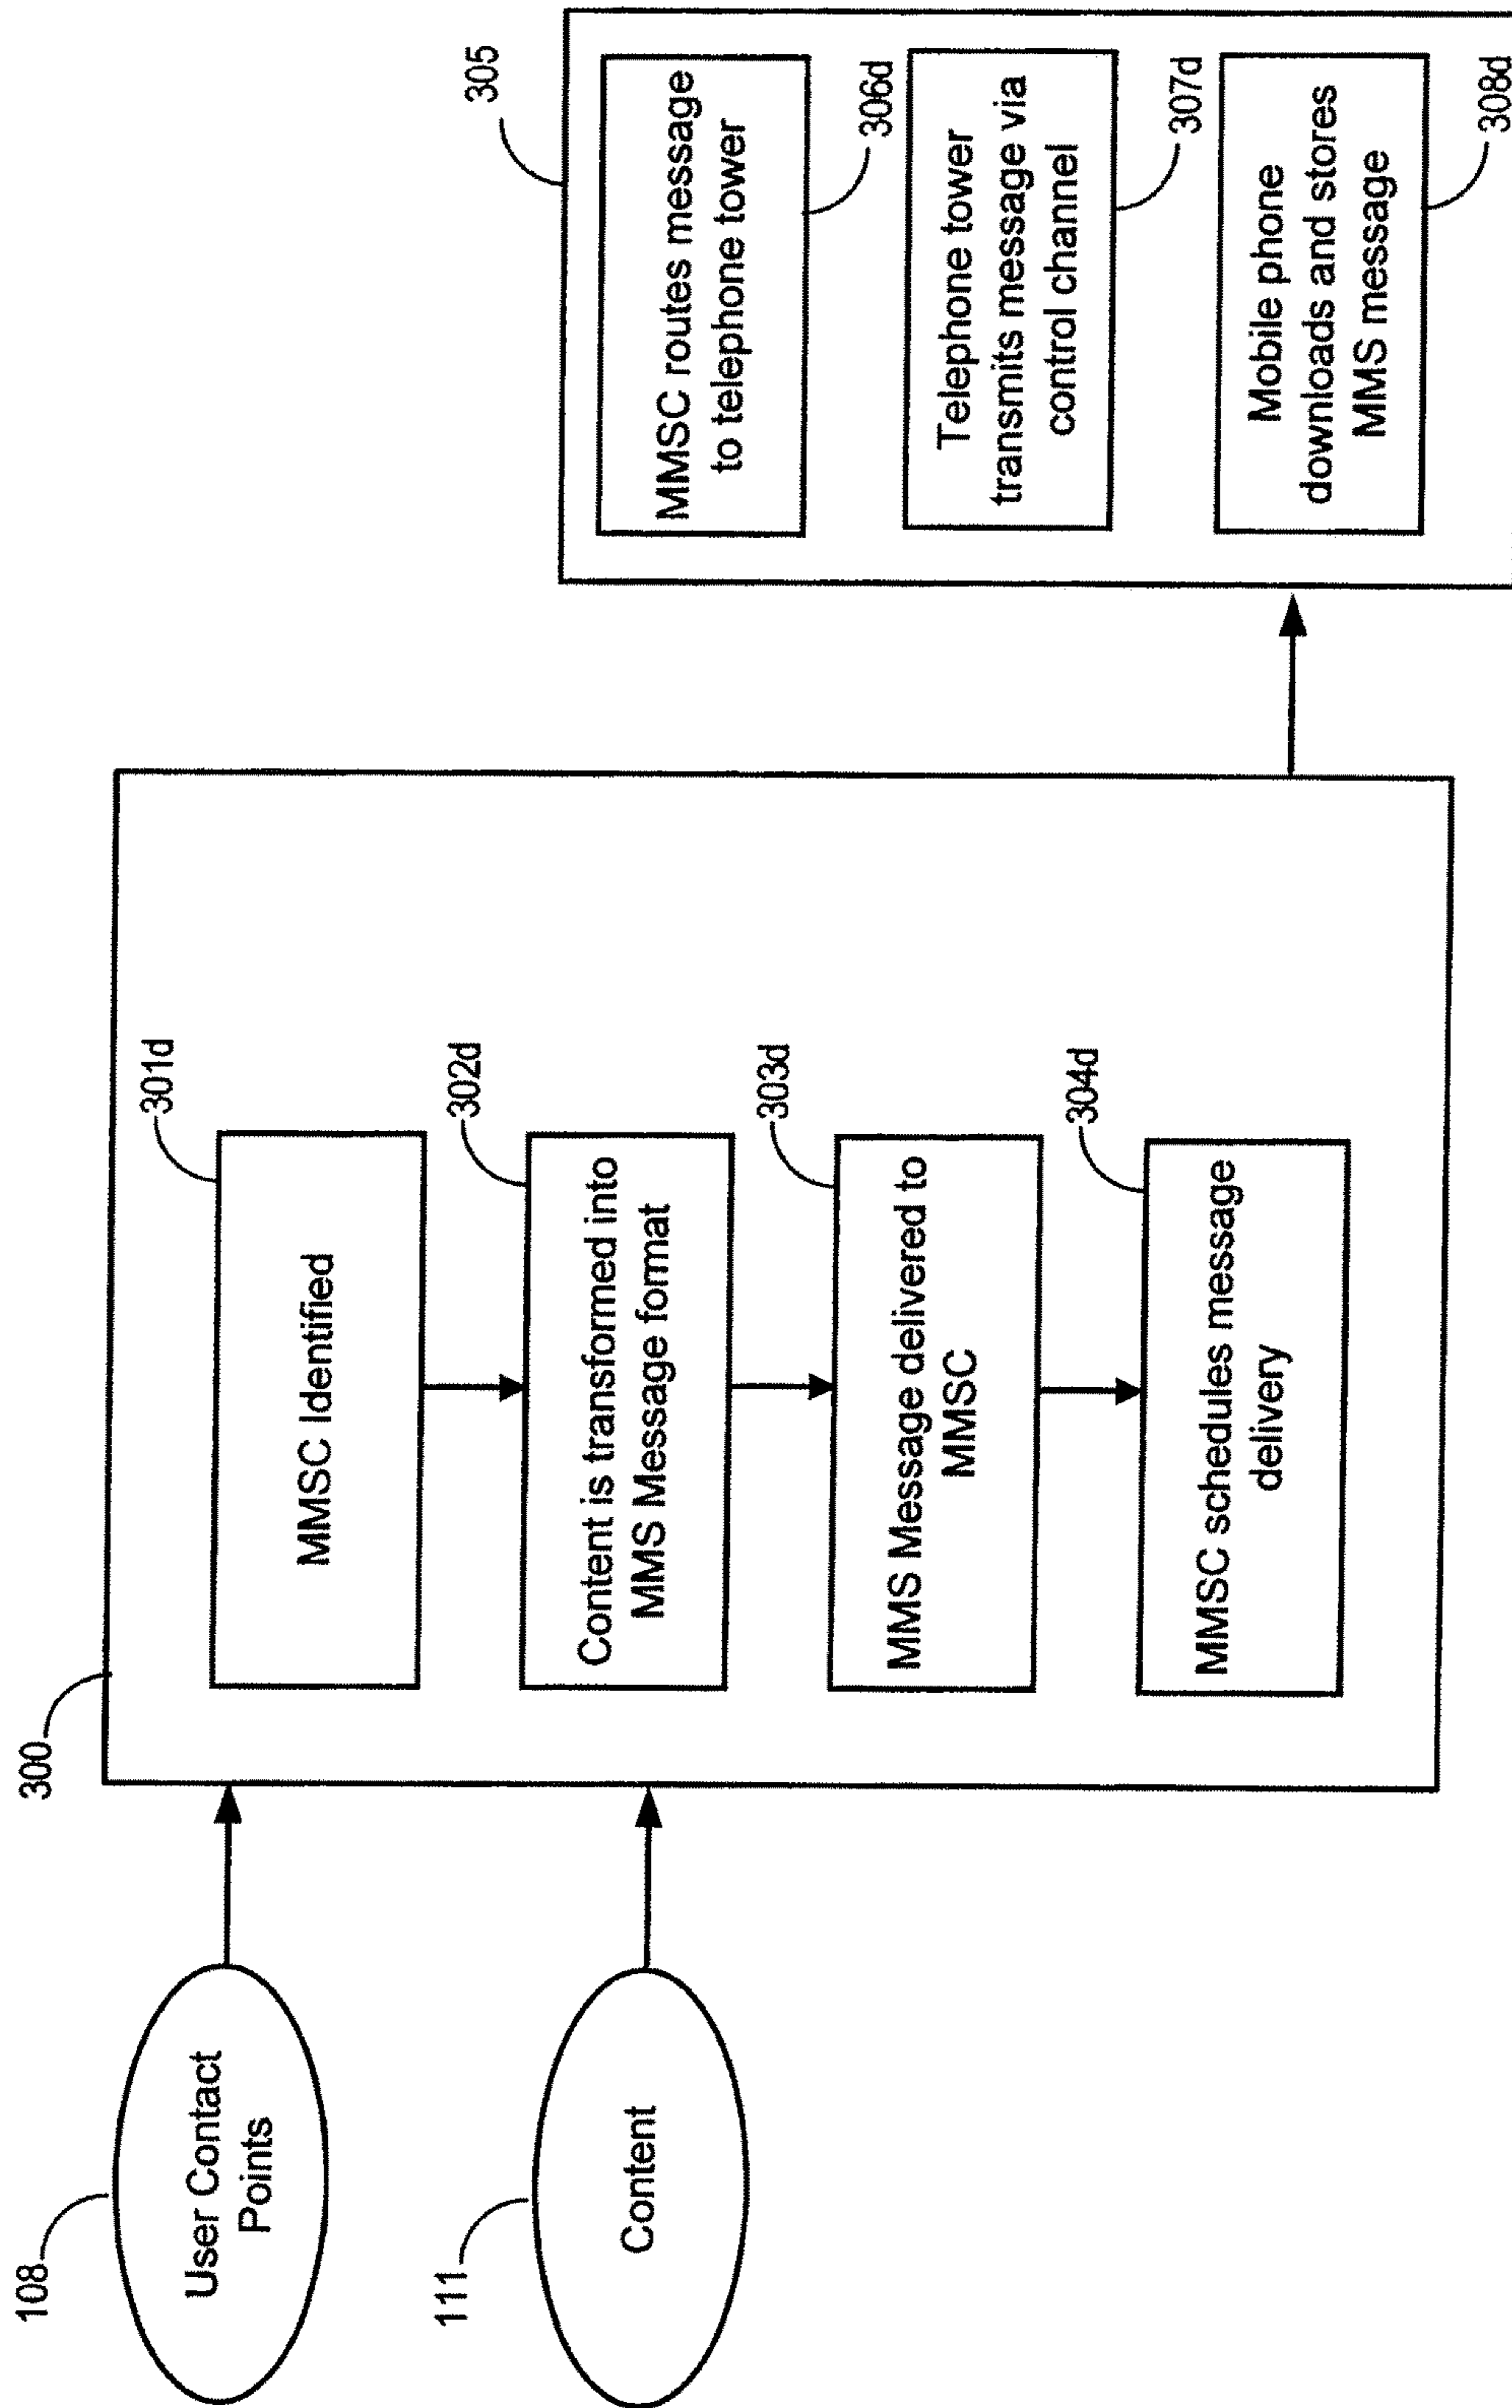 108
User Contact
Points
111
Content
300
301d
MMSC Identified
302d
Content is transformed into
MMS Message format
303d
MMS Message delivered to
MMSC
304d
MMSC schedules message
delivery
305
MMSC routes message
to telephone tower
306d
Telephone tower
transmits message via
control channel
307d
Mobile phone
downloads and stores
MMS message
308d